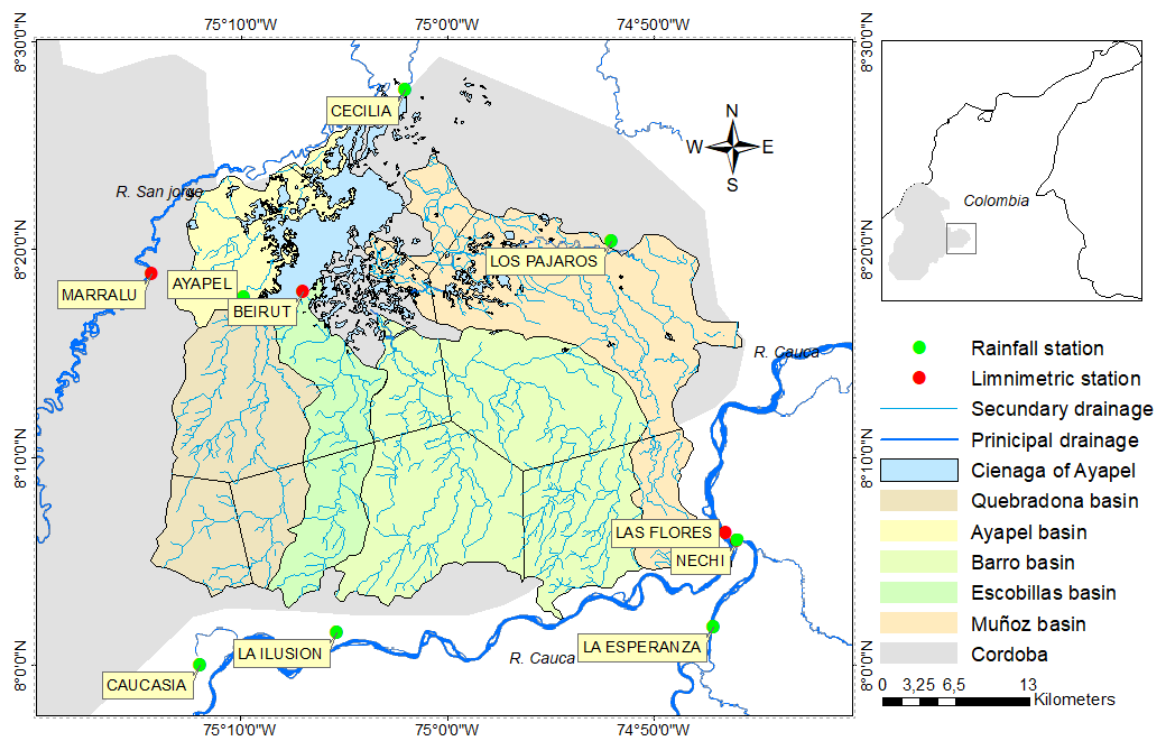 75°10'0"W
75°0'0"W
74°50'0"W
8°30'0"N
8°30'0"N
CECILIA
N
W
E
S
R. San jorge
Colombia
8°20'0"N
8°20'0"N
LOS PAJAROS
AYAPEL
MARRALU
BEIRUT
R. Cauca
Rainfall station
Limnimetric station
Secundary drainage
Prinicipal drainage
Cienaga of Ayapel
Quebradona basin
Ayapel basin
Barro basin
Escobillas basin
Muñoz basin
Cordoba
8°10'0"N
8°10'0"N
LAS FLORES
NECHI
LA ILUSION
R. Cauca
LA ESPERANZA
CAUCASIA
8°0'0"N
8°0'0"N
0 3,25 6,5 13
Kilometers
75°10'0"W
75°0'0"W
74°50'0"W